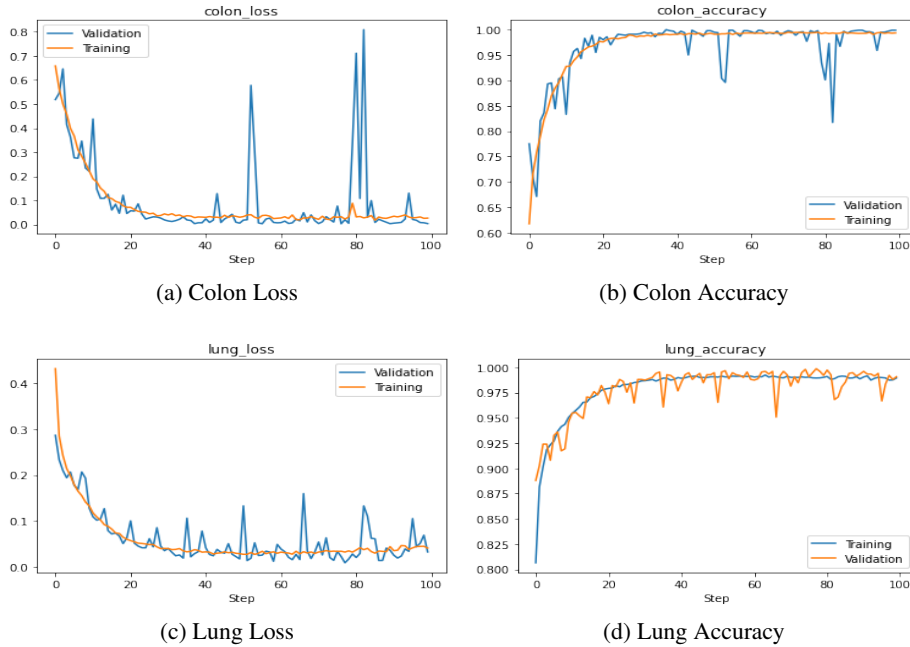 colon_loss
0.8
0.7
0.6
0.5
0.4
0.3
0.2
0.1
0.0
Validation
Training
0 20 40 60 80 100
Step
(a) Colon Loss
colon_accuracy
1.00
0.95
0.90
0.85
0.80
0.75
0.70
0.65
0.60
Validation
Training
0 20 40 60 80 100
Step
(b) Colon Accuracy
lung_loss
0.4
0.3
0.2
0.1
0.0
Validation
Training
0 20 40 60 80 100
Step
(c) Lung Loss
lung_accuracy
1.000
0.975
0.950
0.925
0.900
0.875
0.850
0.825
0.800
Training
Validation
0 20 40 60 80 100
Step
(d) Lung Accuracy